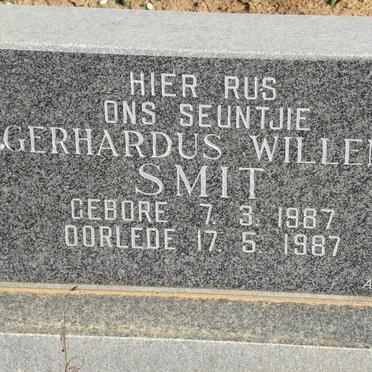 HIER RUS
ONS SEUNTJIE
GERHARDUS WILLEM
SMIT
GEBORE 7. 3. 1987
OORLEDE 17. 5. 1987
A